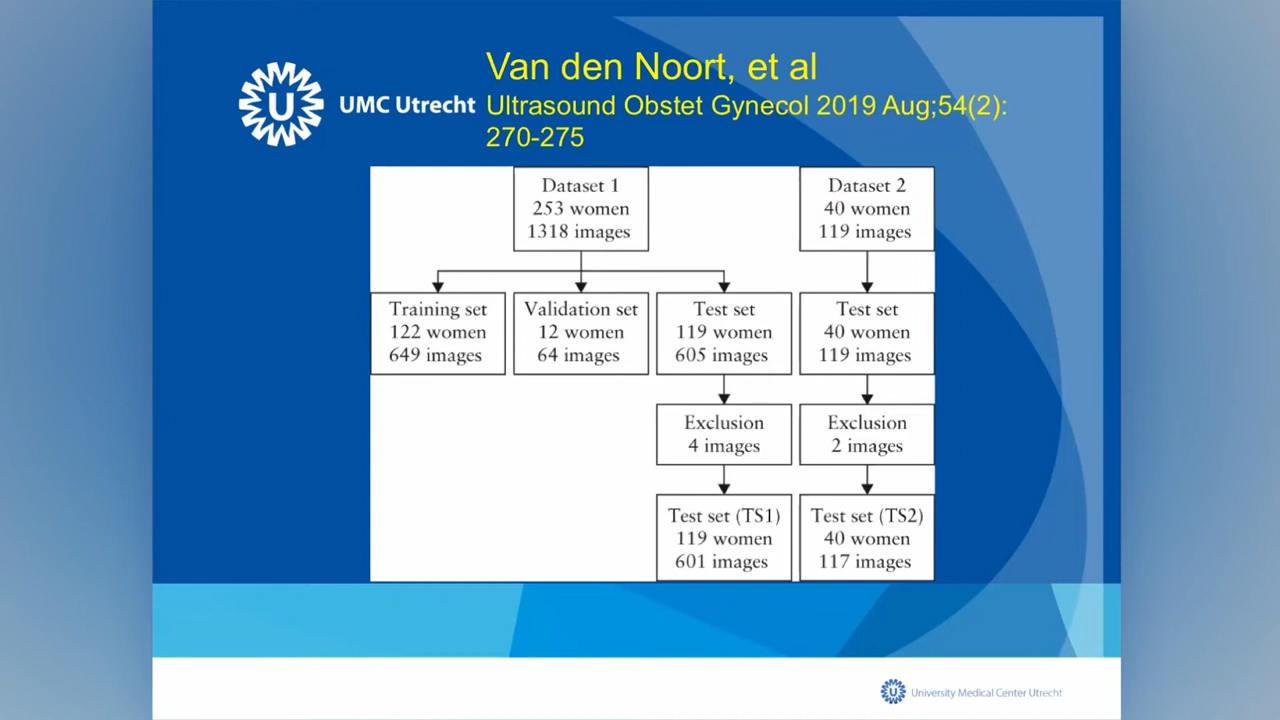 Van den Noort, et al
UMC Utrecht
Ultrasound Obstet Gynecol 2019 Aug;54(2):
270-275
Dataset 1
253 women
1318 images
Dataset 2
40 women
119 images
Training set
122 women
649 images
Validation set
12 women
64 images
Test set
119 women
605 images
Test set
40 women
119 images
Exclusion
4 images
Exclusion
2 images
Test set (TS1)
119 women
601 images
Test set (TS2)
40 women
117 images
University Medical Center Utrecht